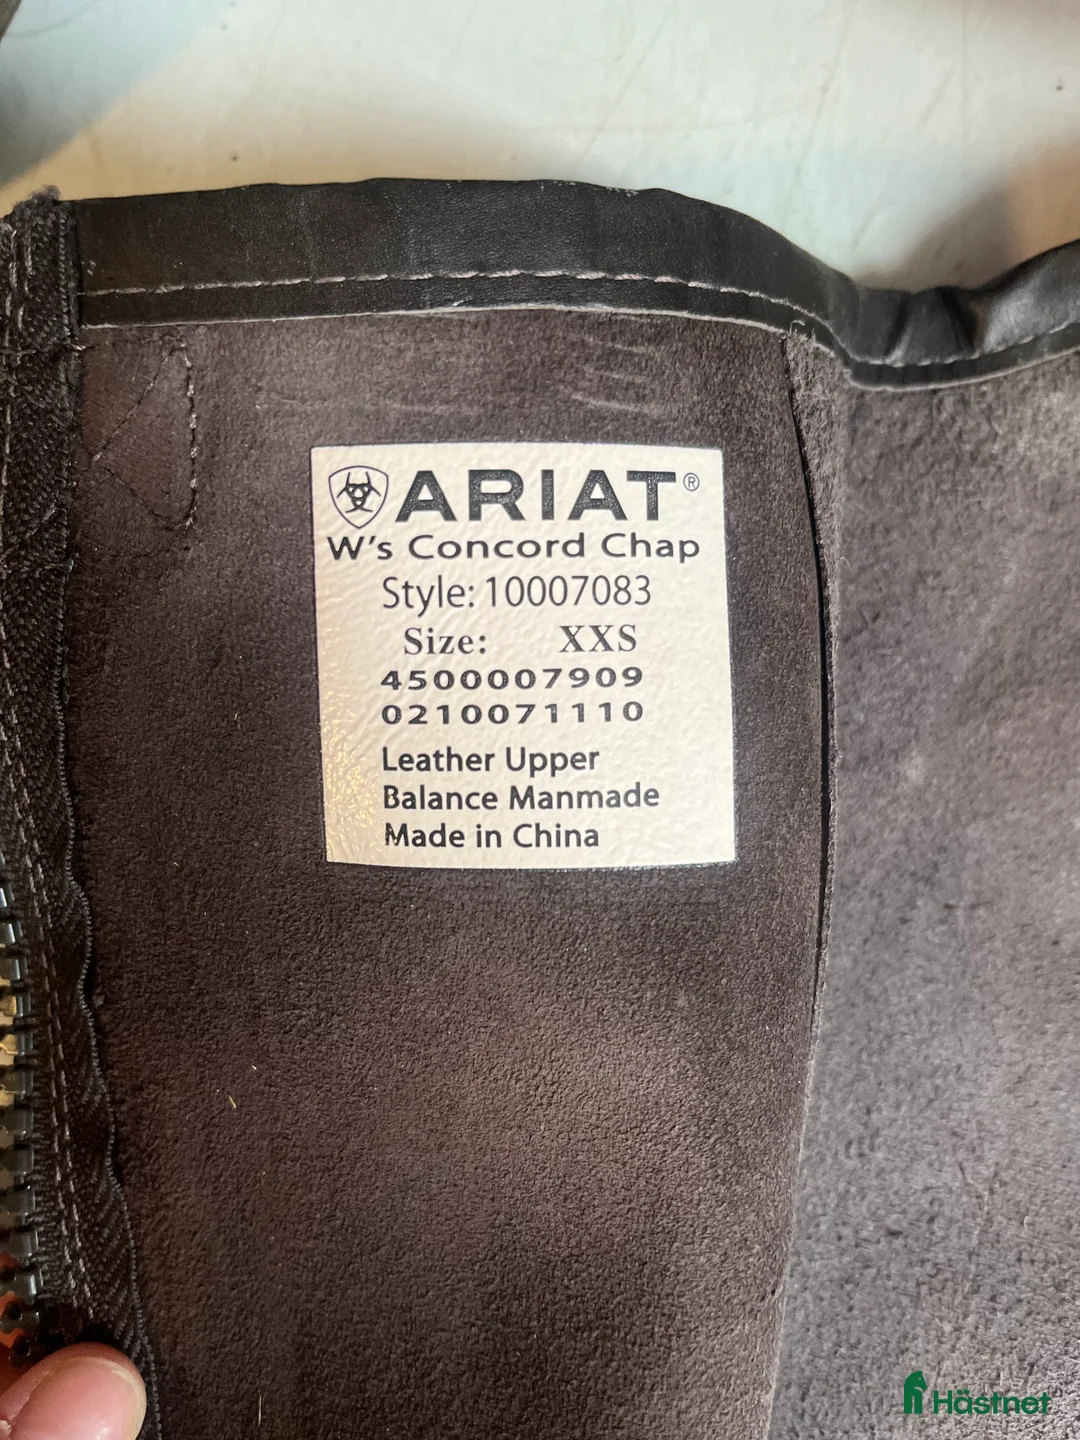 ARIAT®
W's Concord Chap
Style: 10007083
Size: XXS
4500007909
0210071110
Leather Upper
Balance Manmade
Made in China
Hästnet